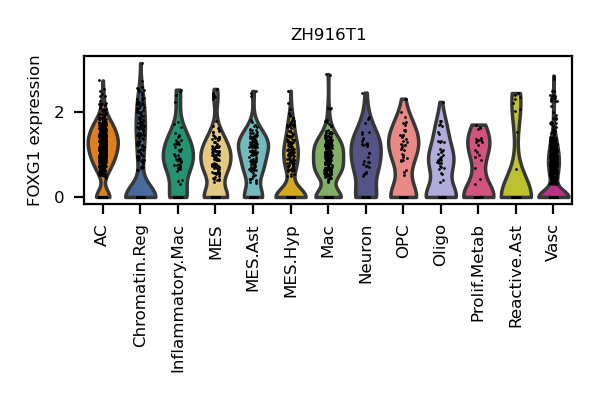 ZH916T1
FOXG1 expression
2
0
AC
Chromatin.Reg
Inflammatory.Mac
MES
MES.Ast
MES.Hyp
Mac
Neuron
OPC
Oligo
Prolif.Metab
Reactive.Ast
Vasc